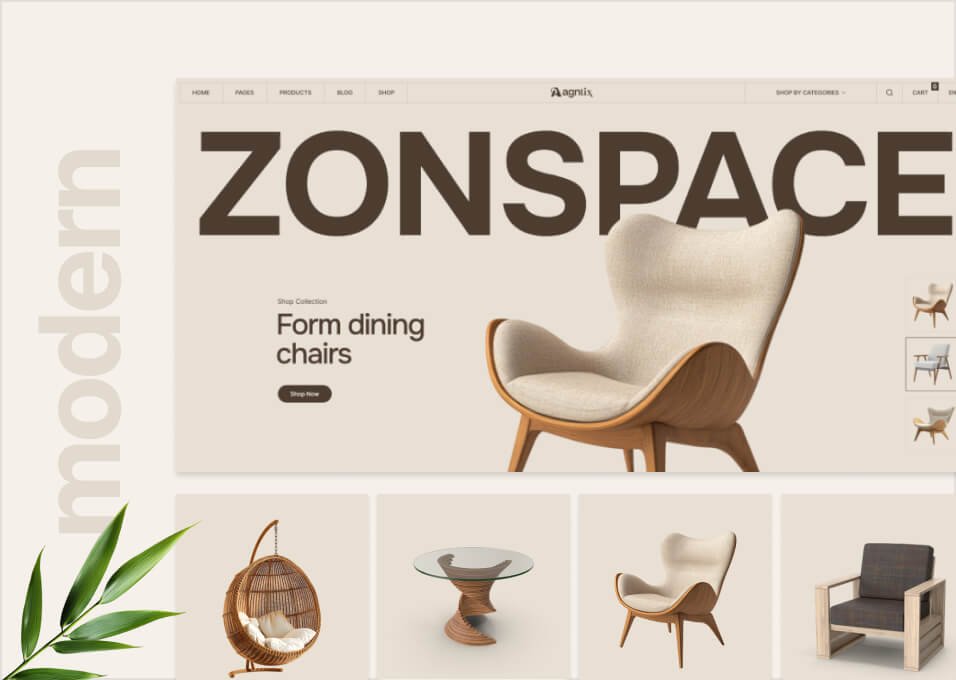 modern
HOME PAGES PRODUCTS BLOG SHOP Agntix SHOP BY CATEGORIES CART 0
ZONSPACE
Shop Collection
Form dining
chairs
Shop Now